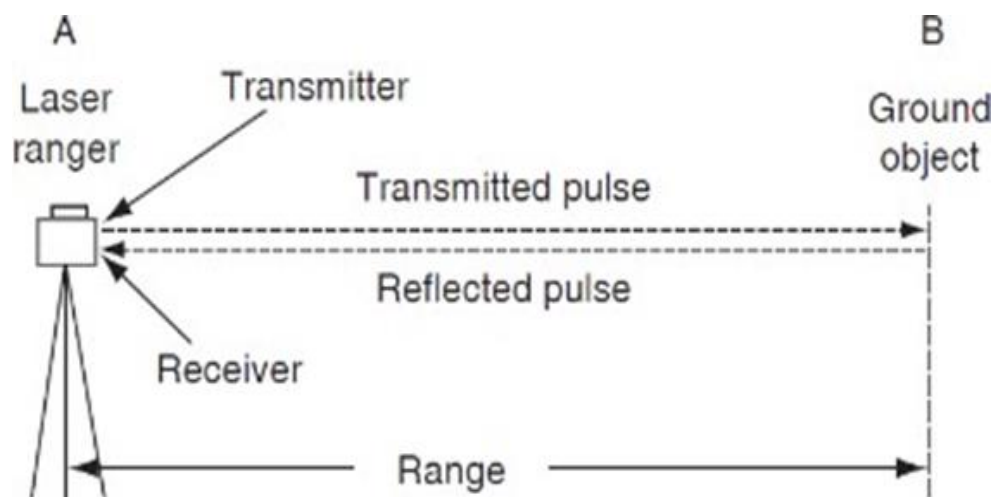 A
B
Laser
ranger
Transmitter
Ground
object
Transmitted pulse
Reflected pulse
Receiver
Range